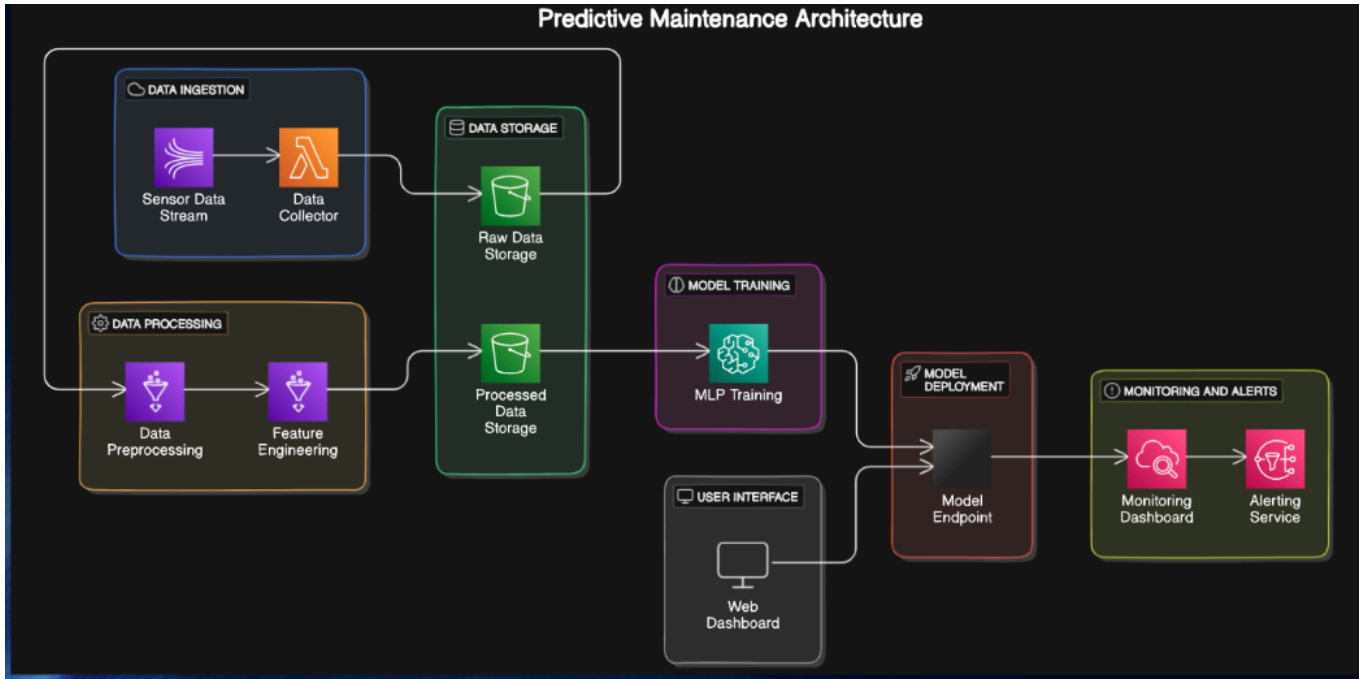 Predictive Maintenance Architecture
DATA INGESTION
Sensor Data
Stream
Data
Collector
DATA STORAGE
Raw Data
Storage
Processed
Data
Storage
DATA PROCESSING
Data
Preprocessing
Feature
Engineering
MODEL TRAINING
MLP Training
USER INTERFACE
Web
Dashboard
MODEL
DEPLOYMENT
Model
Endpoint
MONITORING AND ALERTS
Monitoring
Dashboard
Alerting
Service